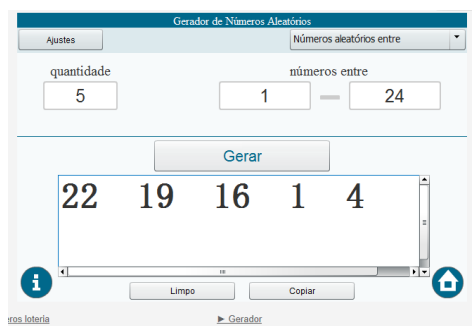 Gerador de Números Aleatórios
Ajustes
Números aleatórios entre
quantidade
números entre
5
1
24
Gerar
22 19 16 1 4
i
Limpo
Copiar
eros loteria
► Gerador